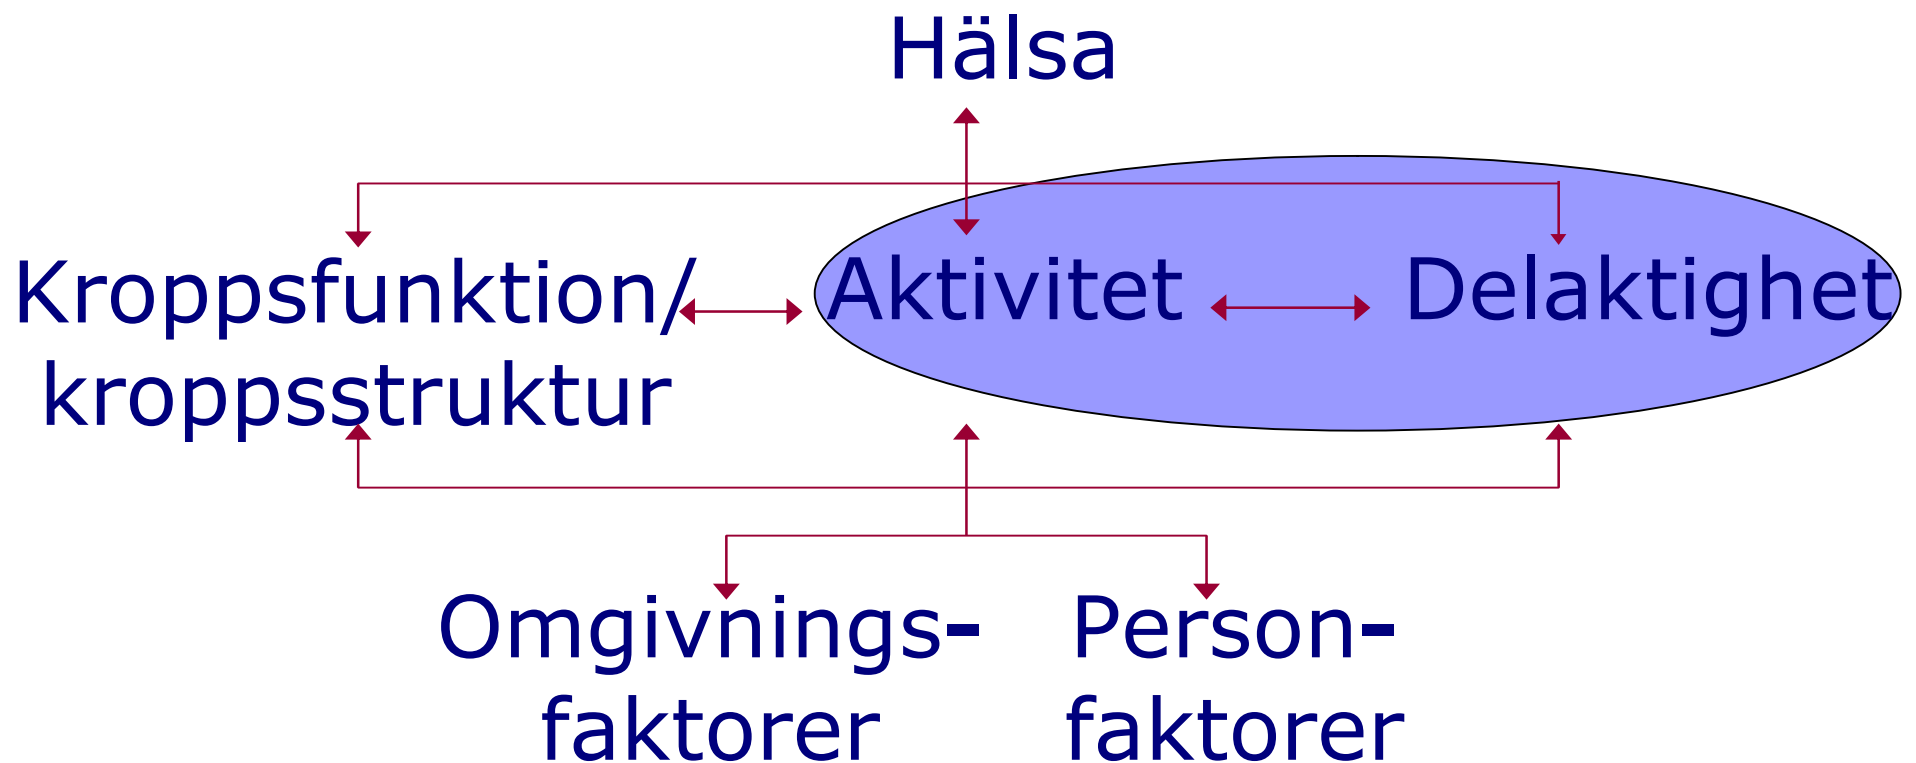 Hälsa
Kroppsfunktion/
kroppsstruktur
Aktivitet
Delaktighet
Omgivnings-
faktorer
Person-
faktorer